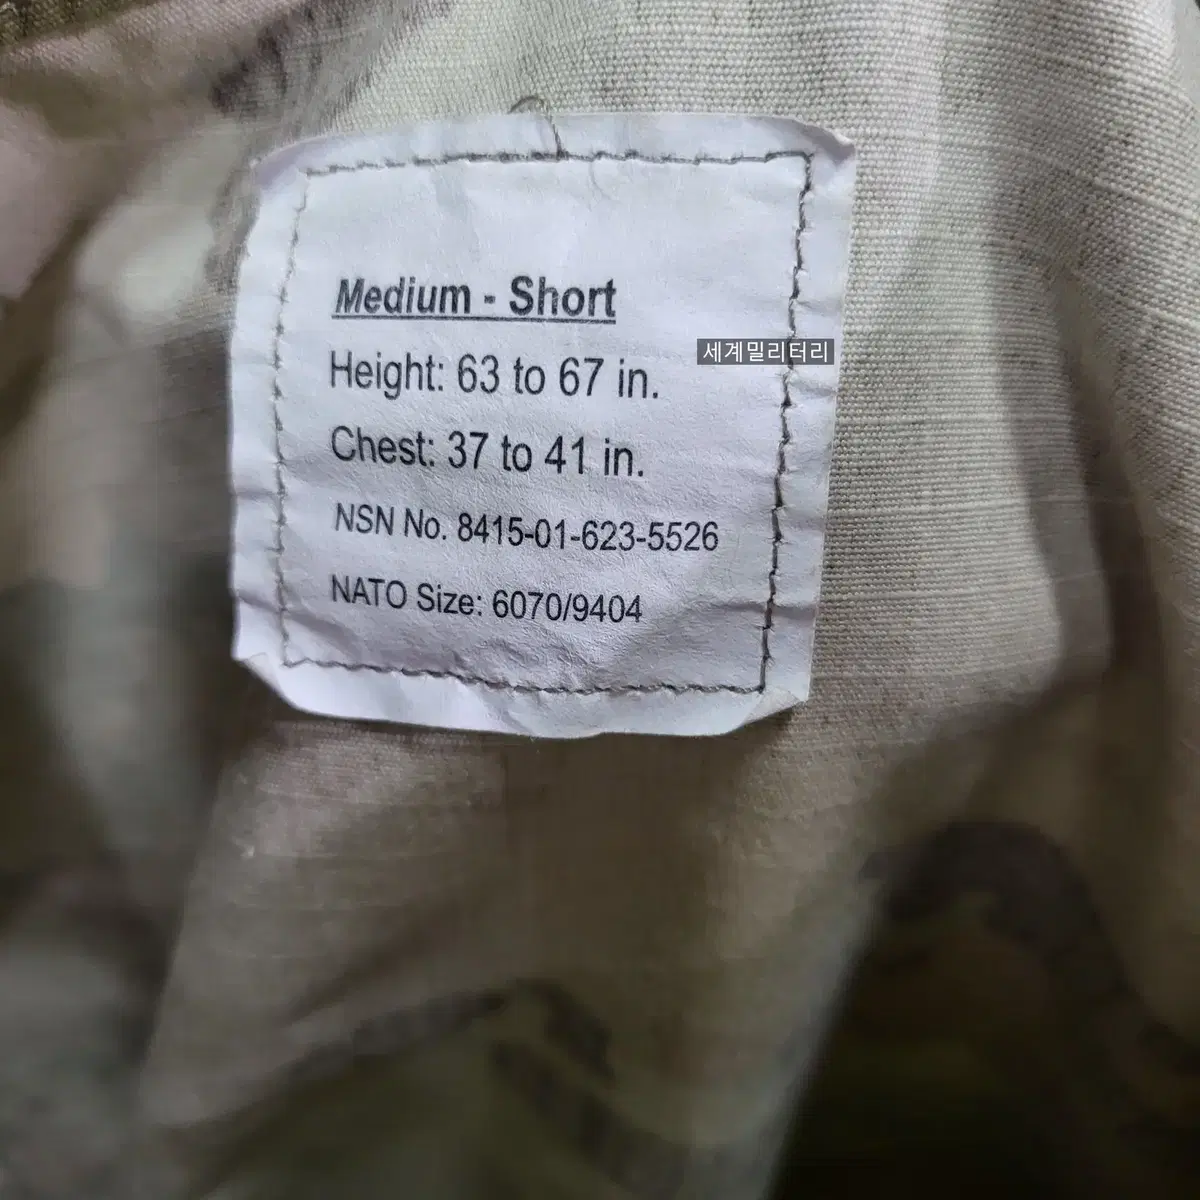 Medium - Short
세계밀리터리
Height: 63 to 67 in.
Chest: 37 to 41 in.
NSN No. 8415-01-623-5526
NATO Size: 6070/9404